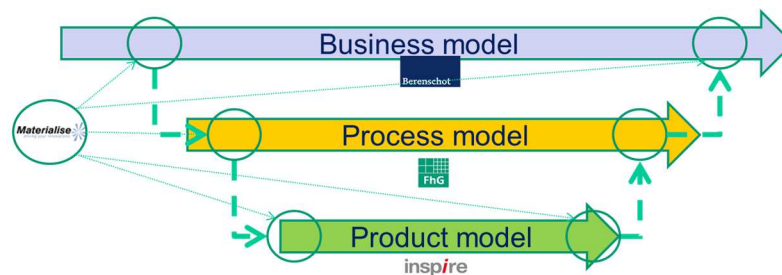 Business model
Berenschot
Materialise
Process model
FhG
Product model
inspire